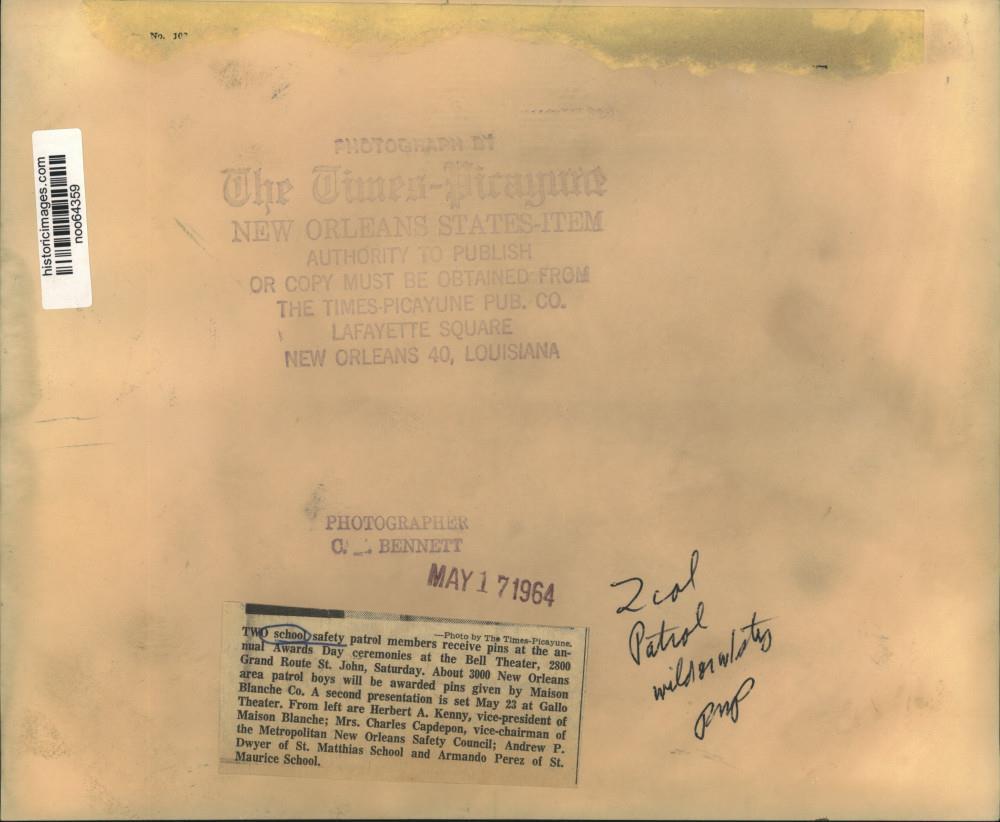 No. 10
historicimages.com
noo64359
PHOTOGRAPH BY
The Times-Picayune
NEW ORLEANS STATES-ITEM
AUTHORITY TO PUBLISH
OR COPY MUST BE OBTAINED FROM
THE TIMES-PICAYUNE PUB. CO.
LAFAYETTE SQUARE
NEW ORLEANS 40, LOUISIANA
PHOTOGRAPHER
C. BENNETT
MAY 17 1964
2 col
Patrol
RMP
—Photo by The Times-Picayune.
TWO school safety patrol members receive pins at the an-
nual Awards Day ceremonies at the Bell Theater, 2800
Grand Route St. John, Saturday. About 3000 New Orleans
area patrol boys will be awarded pins given by Maison
Blanche Co. A second presentation is set May 23 at Gallo
Theater. From left are Herbert A. Kenny, vice-president of
Maison Blanche; Mrs. Charles Capdepon, vice-chairman of
the Metropolitan New Orleans Safety Council; Andrew P.
Dwyer of St. Matthias School and Armando Perez of St.
Maurice School.